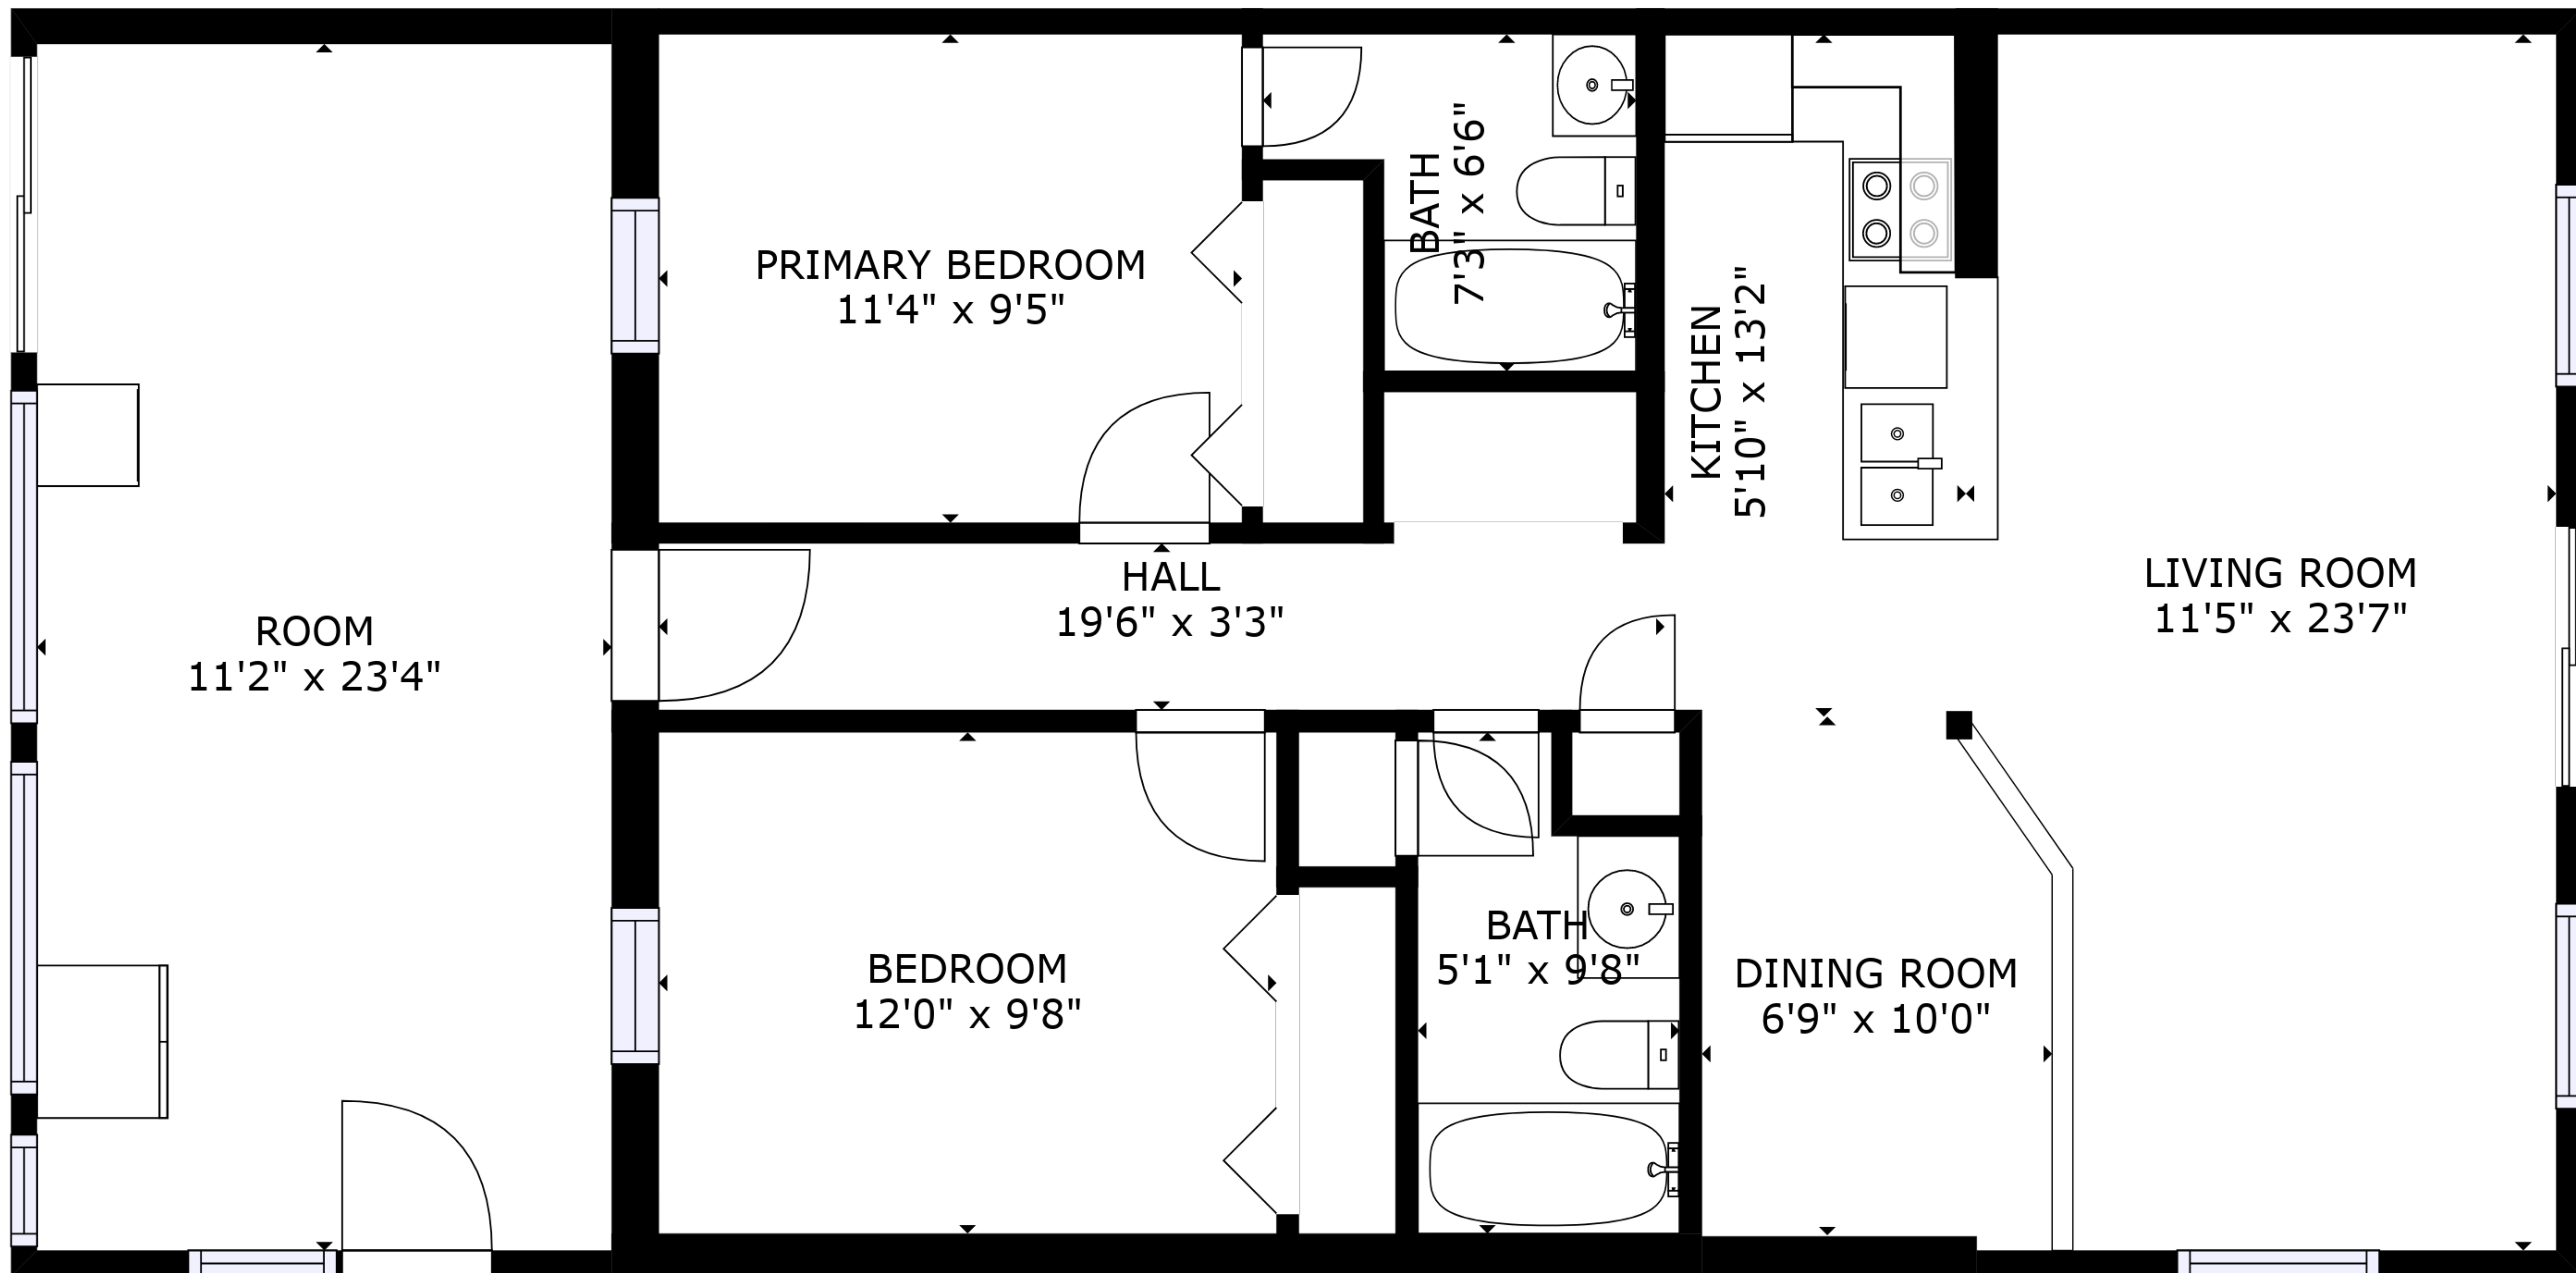 PRIMARY BEDROOM
11'4" x 9'5"
BATH
7'3" x 6'6"
KITCHEN
5'10" x 13'2"
HALL
19'6" x 3'3"
LIVING ROOM
11'5" x 23'7"
ROOM
11'2" x 23'4"
BEDROOM
12'0" x 9'8"
BATH
5'1" x 9'8"
DINING ROOM
6'9" x 10'0"